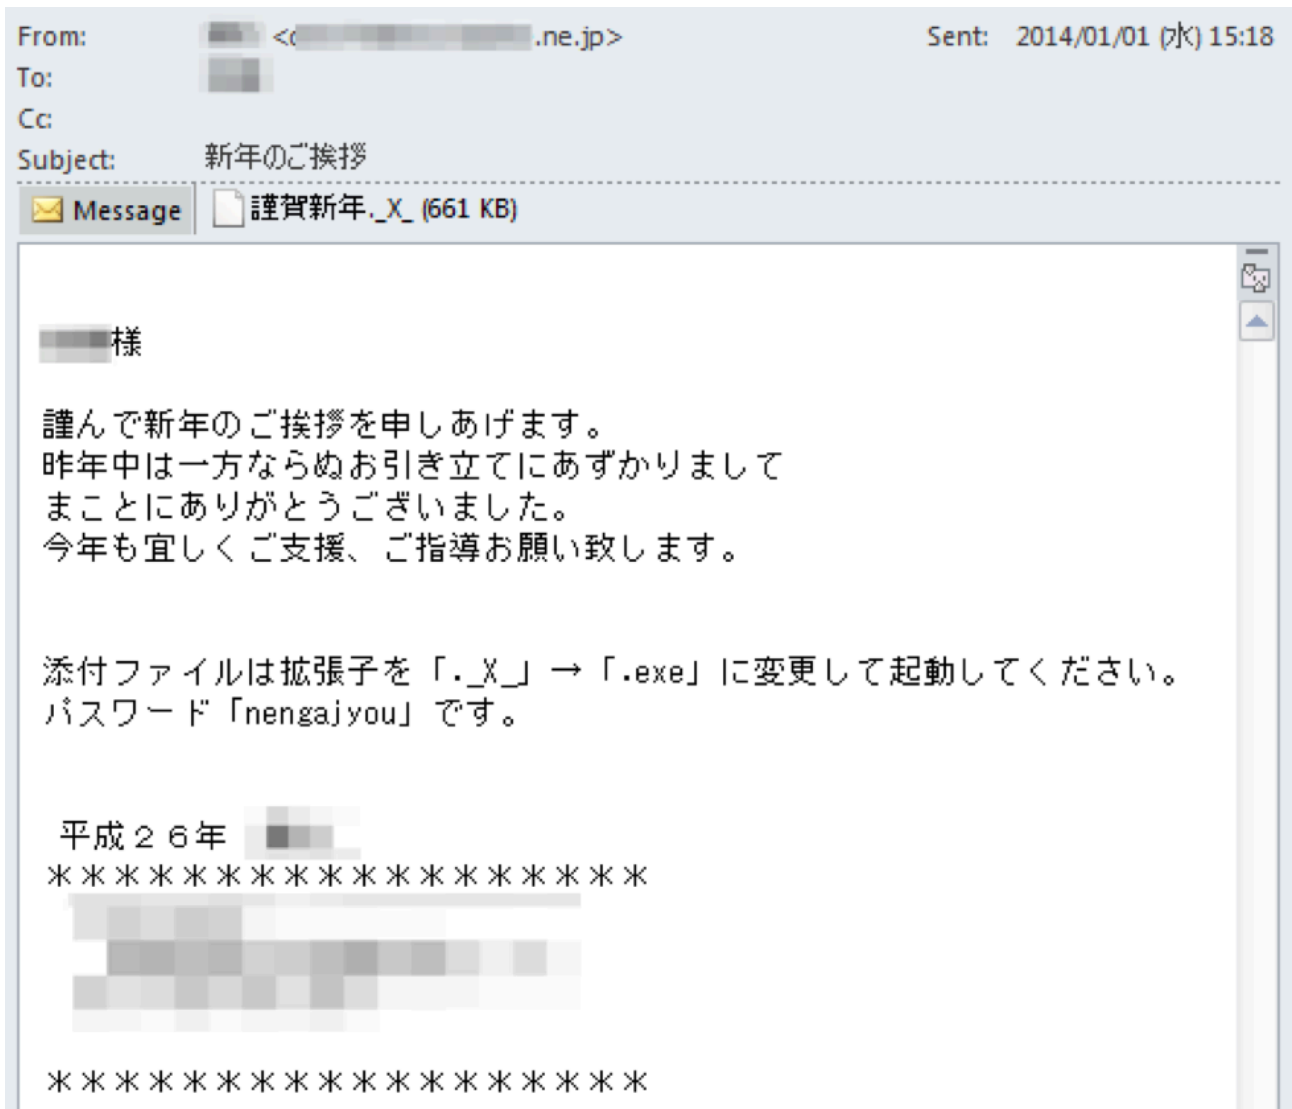 From: <c .ne.jp> Sent: 2014/01/01 (水) 15:18
To:
Cc:
Subject: 新年のご挨拶
Message 謹賀新年._X_ (661 KB)
様
謹んで新年のご挨拶を申しあげます。
昨年中は一方ならぬお引き立てにあずかりまして
まことにありがとうございました。
今年も宜しくご支援、ご指導お願い致します。
添付ファイルは拡張子を「._X_」→「.exe」に変更して起動してください。
パスワード「nengajyou」です。
平成２６年
＊＊＊＊＊＊＊＊＊＊＊＊＊＊＊＊＊＊
＊＊＊＊＊＊＊＊＊＊＊＊＊＊＊＊＊＊